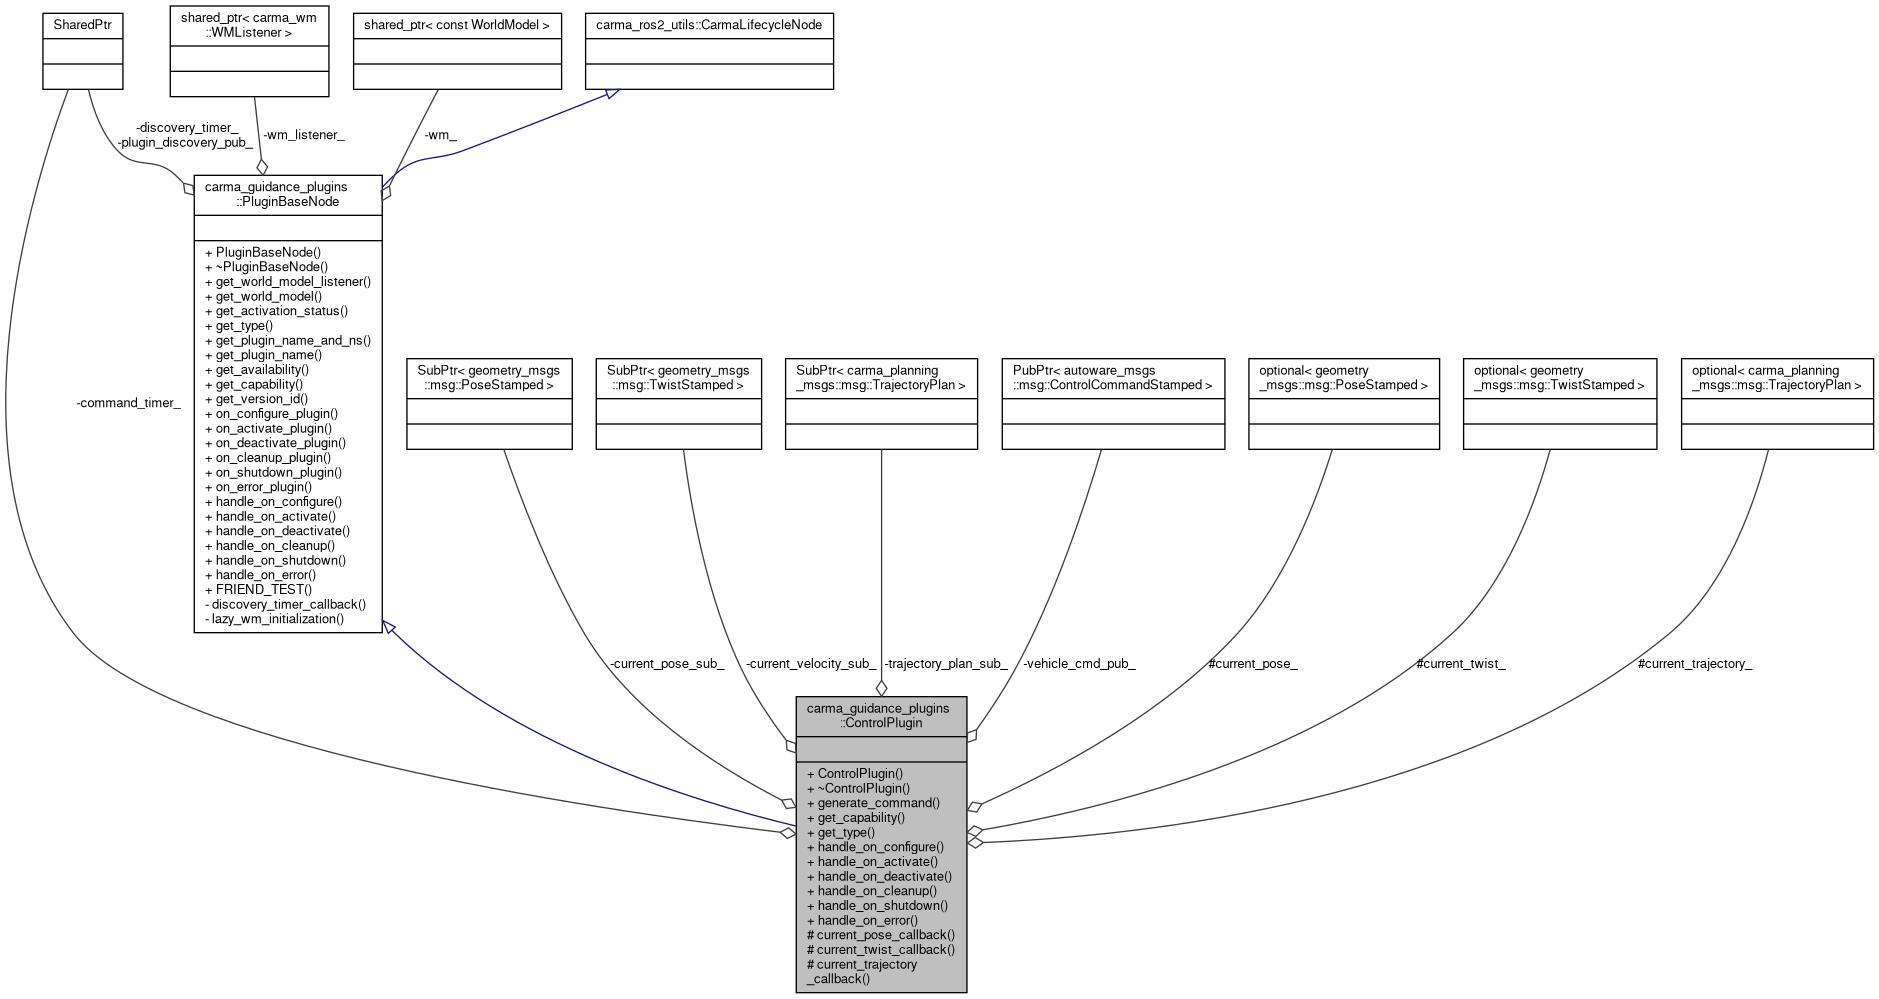 SharedPtr
shared_ptr< carma_wm
::WMListener >
shared_ptr< const WorldModel >
carma_ros2_utils::CarmaLifecycleNode
-discovery_timer_
-plugin_discovery_pub_
-wm_listener_
-wm_
carma_guidance_plugins
::PluginBaseNode
+ PluginBaseNode()
+ ~PluginBaseNode()
+ get_world_model_listener()
+ get_world_model()
+ get_activation_status()
+ get_type()
+ get_plugin_name_and_ns()
+ get_plugin_name()
+ get_availability()
+ get_capability()
+ get_version_id()
+ on_configure_plugin()
+ on_activate_plugin()
+ on_deactivate_plugin()
+ on_cleanup_plugin()
+ on_shutdown_plugin()
+ on_error_plugin()
+ handle_on_configure()
+ handle_on_activate()
+ handle_on_deactivate()
+ handle_on_cleanup()
+ handle_on_shutdown()
+ handle_on_error()
+ FRIEND_TEST()
- discovery_timer_callback()
- lazy_wm_initialization()
-command_timer_
SubPtr< geometry_msgs
::msg::PoseStamped >
SubPtr< geometry_msgs
::msg::TwistStamped >
SubPtr< carma_planning
_msgs::msg::TrajectoryPlan >
PubPtr< autoware_msgs
::msg::ControlCommandStamped >
optional< geometry
_msgs::msg::PoseStamped >
optional< geometry
_msgs::msg::TwistStamped >
optional< carma_planning
_msgs::msg::TrajectoryPlan >
-current_pose_sub_
-current_velocity_sub_
-trajectory_plan_sub_
-vehicle_cmd_pub_
#current_pose_
#current_twist_
#current_trajectory_
carma_guidance_plugins
::ControlPlugin
+ ControlPlugin()
+ ~ControlPlugin()
+ generate_command()
+ get_capability()
+ get_type()
+ handle_on_configure()
+ handle_on_activate()
+ handle_on_deactivate()
+ handle_on_cleanup()
+ handle_on_shutdown()
+ handle_on_error()
# current_pose_callback()
# current_twist_callback()
# current_trajectory
_callback()